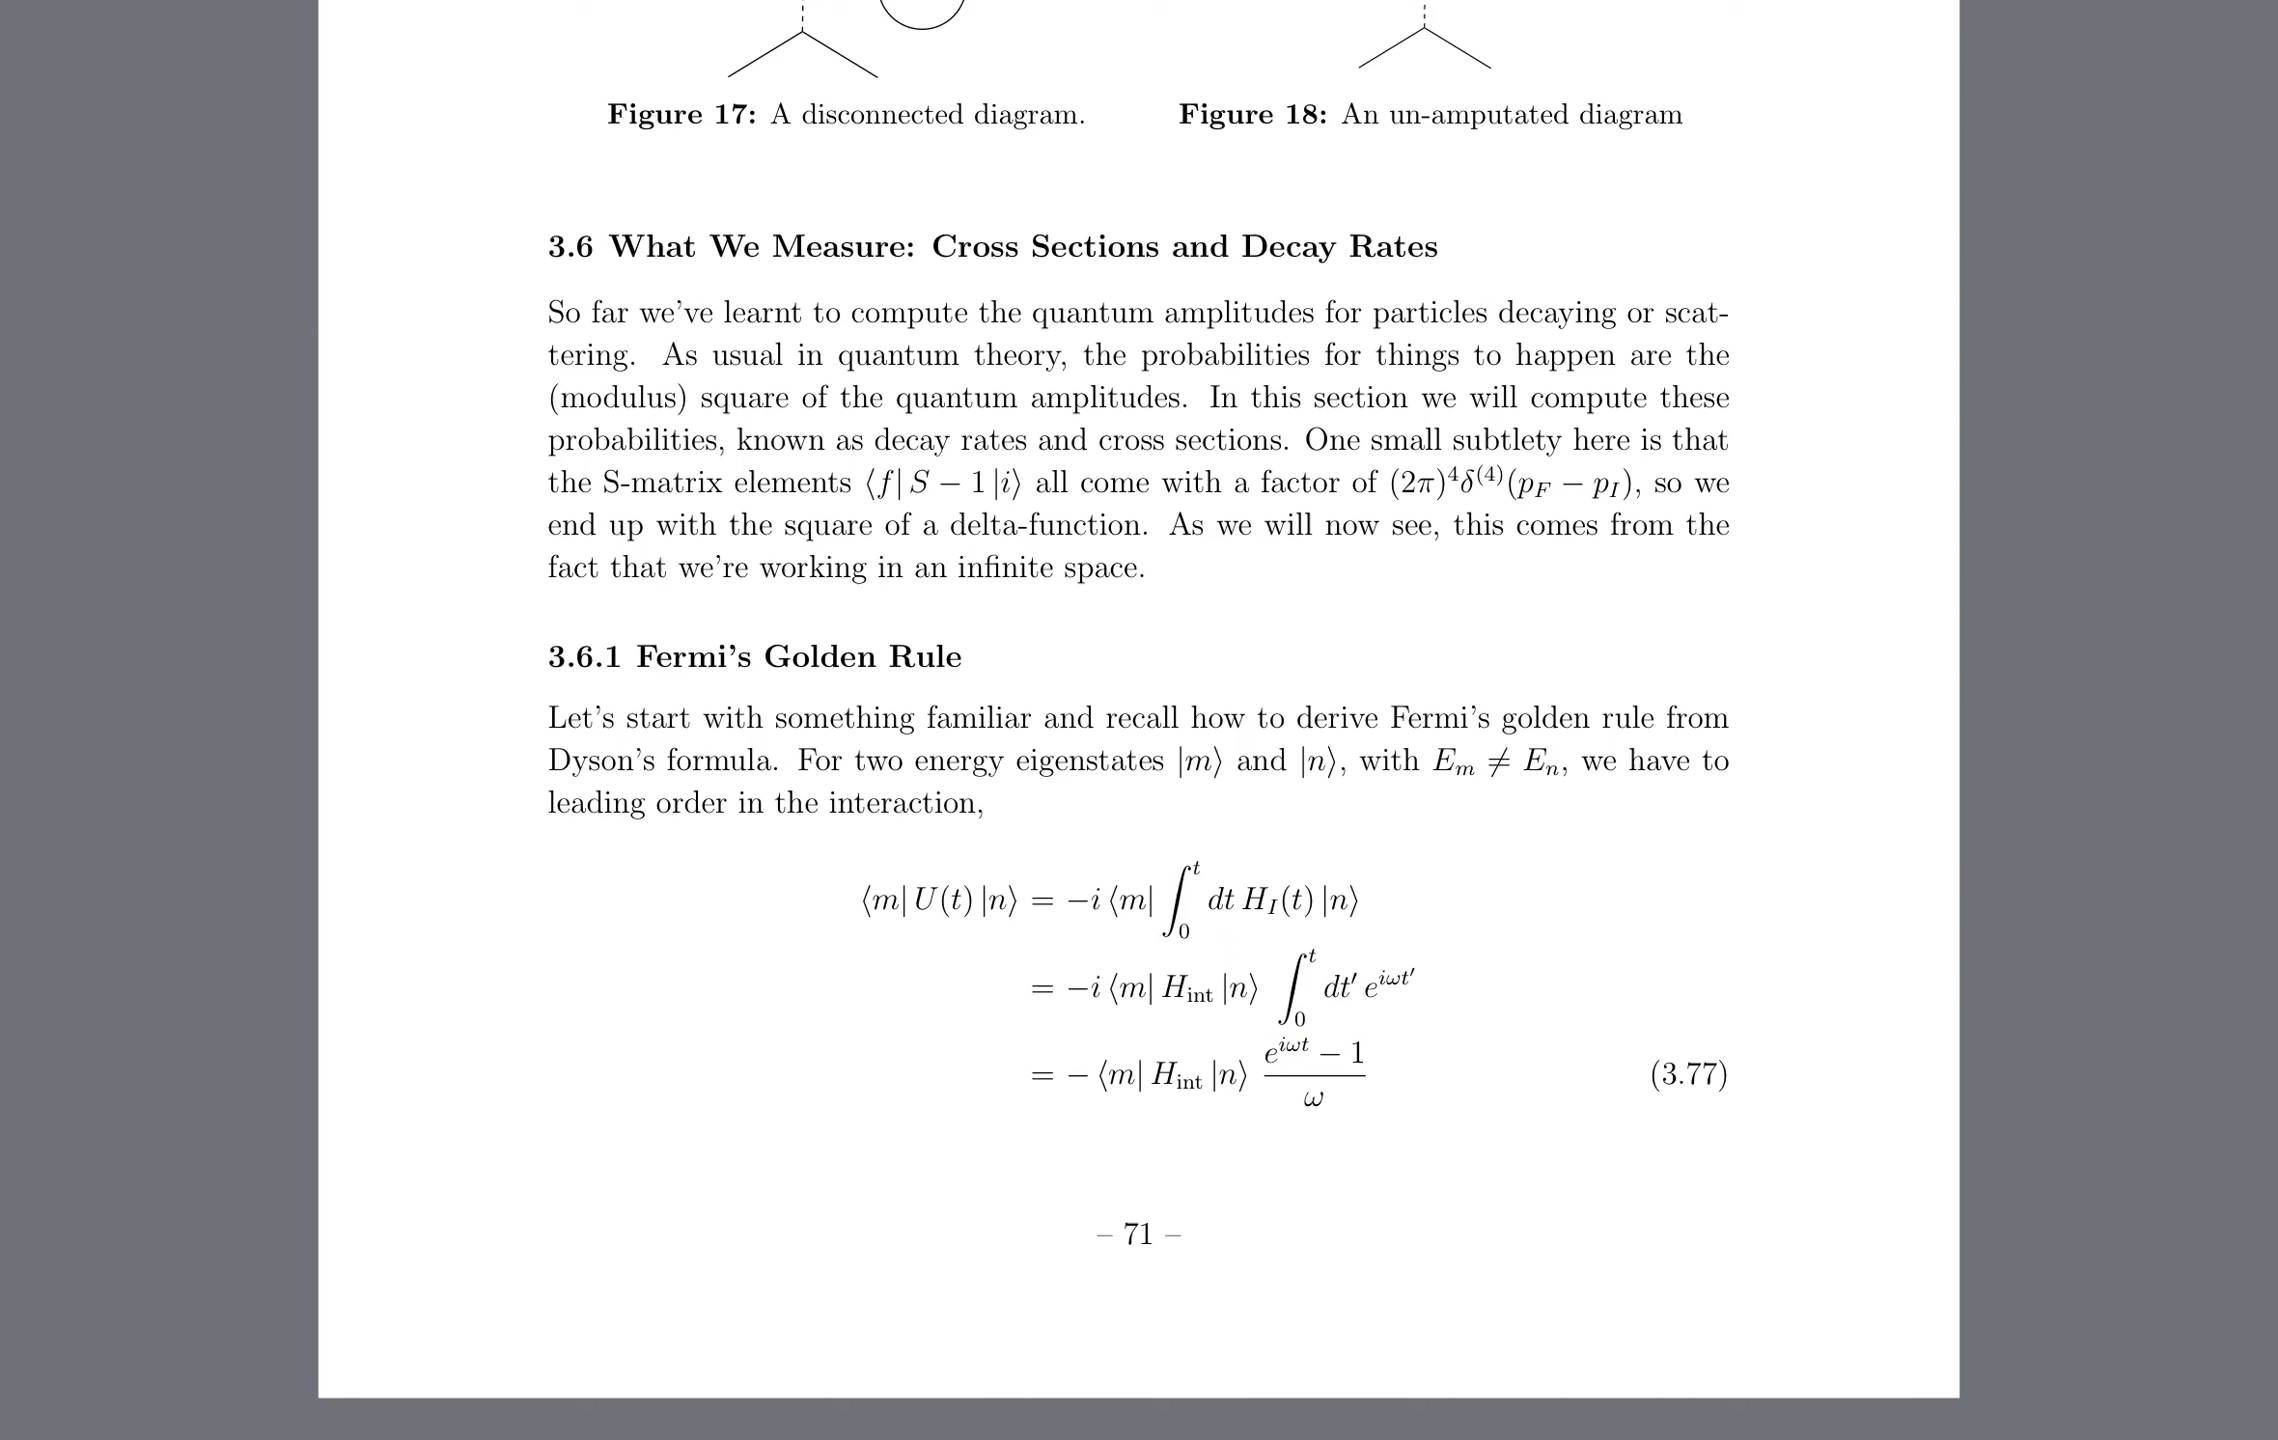 Figure 17: A disconnected diagram.
Figure 18: An un-amputated diagram
3.6 What We Measure: Cross Sections and Decay Rates
So far we've learnt to compute the quantum amplitudes for particles decaying or scat-
tering. As usual in quantum theory, the probabilities for things to happen are the
(modulus) square of the quantum amplitudes. In this section we will compute these
probabilities, known as decay rates and cross sections. One small subtlety here is that
the S-matrix elements ⟨f| S − 1 |i⟩ all come with a factor of (2π)⁴δ⁽⁴⁾(p_F − p_I), so we
end up with the square of a delta-function. As we will now see, this comes from the
fact that we're working in an infinite space.
3.6.1 Fermi's Golden Rule
Let's start with something familiar and recall how to derive Fermi's golden rule from
Dyson's formula. For two energy eigenstates |m⟩ and |n⟩, with E_m ≠ E_n, we have to
leading order in the interaction,
⟨m| U(t) |n⟩ = −i ⟨m| ∫_0^t dt H_I(t) |n⟩
= −i ⟨m| H_int |n⟩ ∫_0^t dt′ e^{iωt′}
= − ⟨m| H_int |n⟩ (e^{iωt} − 1)/ω (3.77)
– 71 –